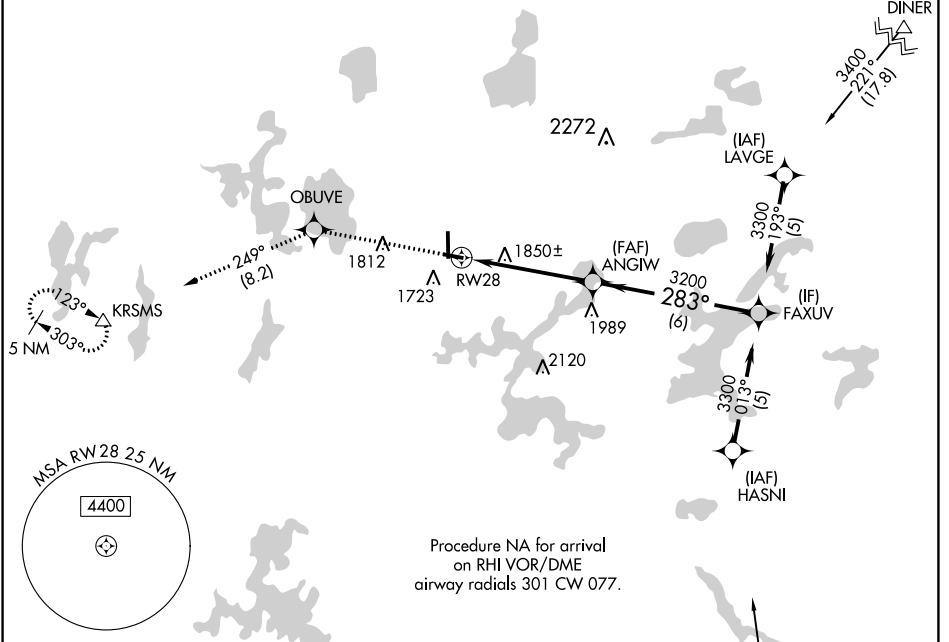 DINER
3400
221°
(17.8)
2272
(IAF)
LAVGE
3300
193°
(5)
OBUVE
1812
1850±
(FAF)
ANGIW
RW28
1723
3200
283°
(6)
(IF)
FAXUV
249°
(8.2)
123°
KRSMS
303°
5 NM
1989
2120
3300
013°
(5)
(IAF)
HASNI
MSA RW28 25 NM
4400
Procedure NA for arrival
on RHI VOR/DME
airway radials 301 CW 077.